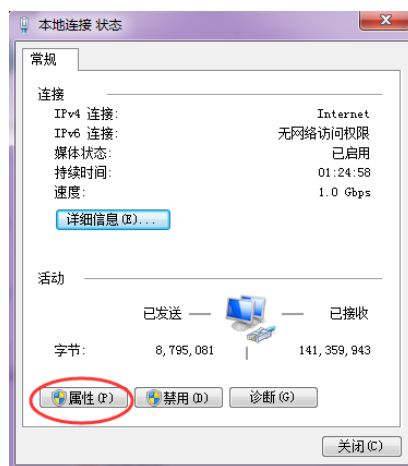 本地连接 状态
常规
连接
IPv4 连接: Internet
IPv6 连接: 无网络访问权限
媒体状态: 已启用
持续时间: 01:24:58
速度: 1.0 Gbps
详细信息(E)...
活动
已发送 — — 已接收
字节: 8,795,081 | 141,359,943
属性(P) 禁用(D) 诊断(G)
关闭(C)